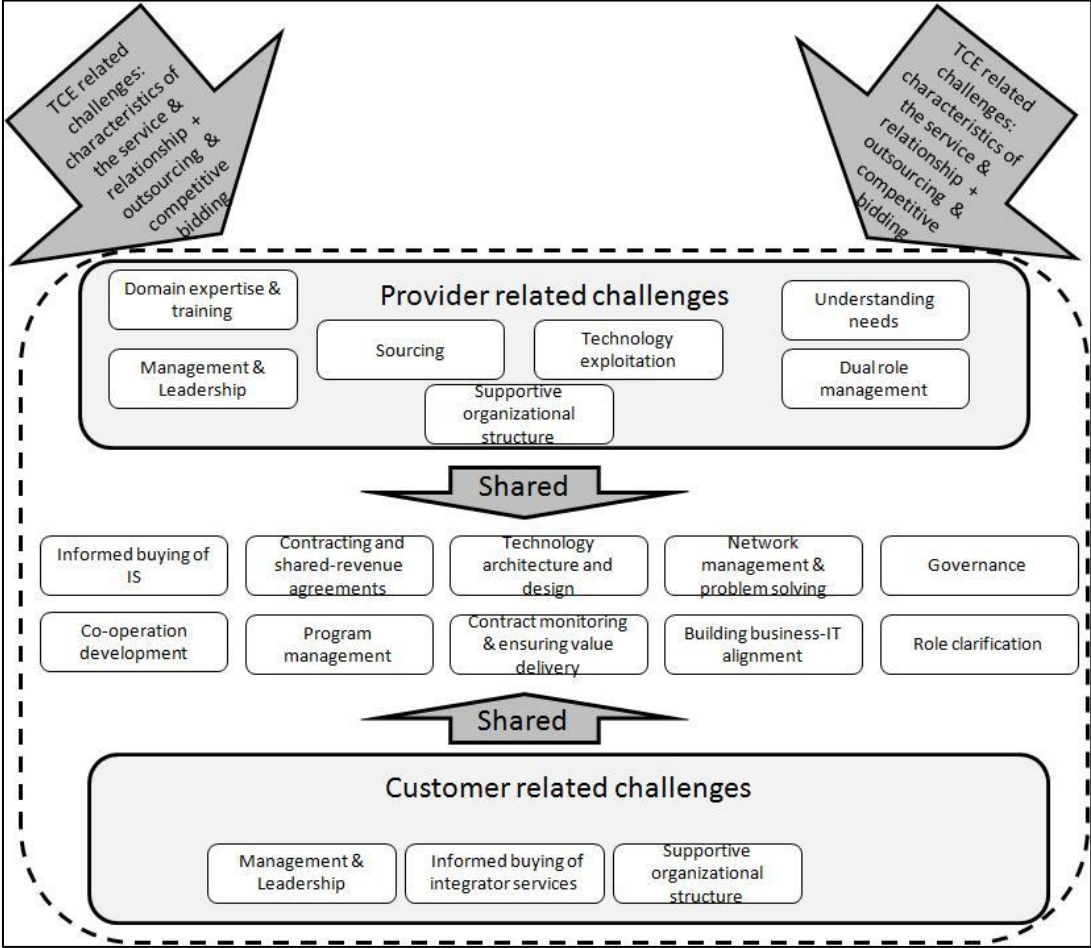 TCE related
challenges:
characteristics of
the service &
relationship +
outsourcing &
competitive
bidding
TCE related
challenges:
characteristics of
the service &
relationship +
outsourcing &
competitive
bidding
Provider related challenges
Domain expertise &
training
Management &
Leadership
Sourcing
Technology
exploitation
Supportive
organizational
structure
Understanding
needs
Dual role
management
Shared
Informed buying of
IS
Contracting and
shared-revenue
agreements
Technology
architecture and
design
Network
management &
problem solving
Governance
Co-operation
development
Program
management
Contract monitoring
& ensuring value
delivery
Building business-IT
alignment
Role clarification
Shared
Customer related challenges
Management &
Leadership
Informed buying of
integrator services
Supportive
organizational
structure